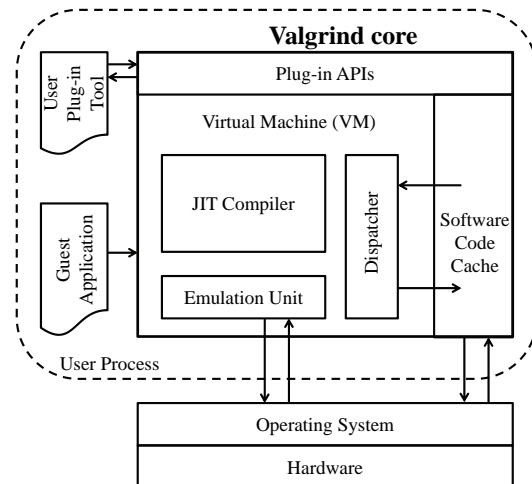 Valgrind core
User
Plug-in
Tool
Plug-in APIs
Virtual Machine (VM)
JIT Compiler
Dispatcher
Software
Code
Cache
Guest
Application
Emulation Unit
User Process
Operating System
Hardware